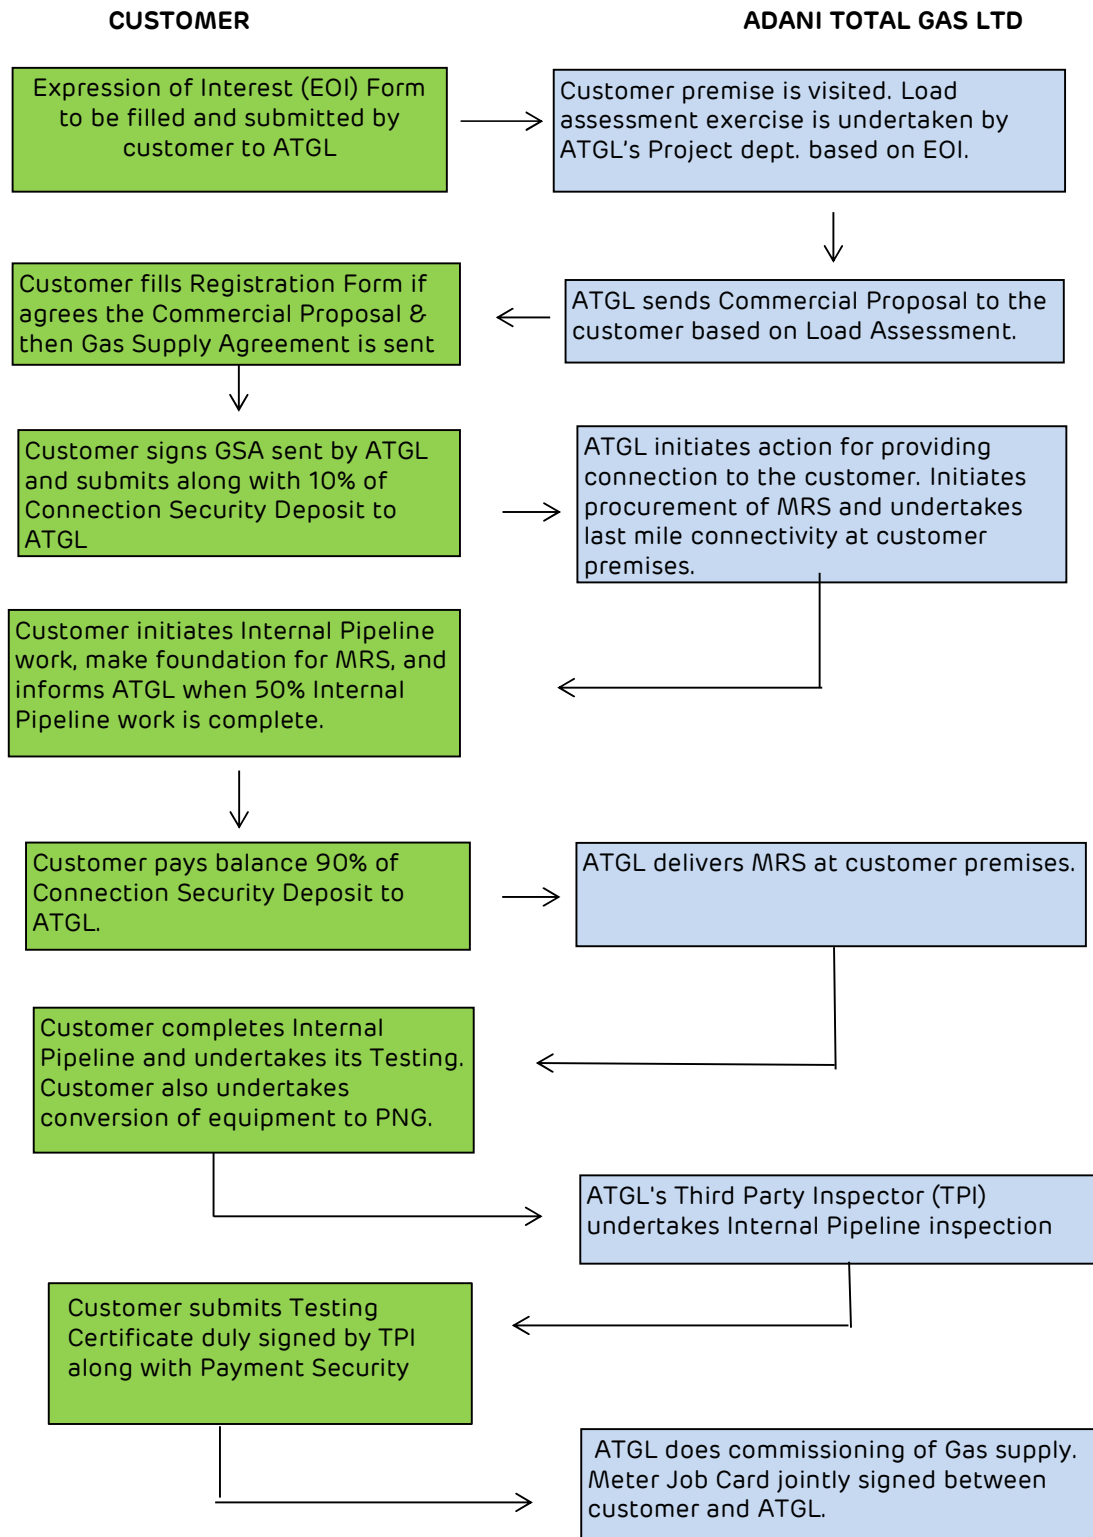 CUSTOMER
ADANI TOTAL GAS LTD
Expression of Interest (EOI) Form
to be filled and submitted by
customer to ATGL
Customer premise is visited. Load
assessment exercise is undertaken by
ATGL's Project dept. based on EOI.
ATGL sends Commercial Proposal to the
customer based on Load Assessment.
Customer fills Registration Form if
agrees the Commercial Proposal &
then Gas Supply Agreement is sent
Customer signs GSA sent by ATGL
and submits along with 10% of
Connection Security Deposit to
ATGL
ATGL initiates action for providing
connection to the customer. Initiates
procurement of MRS and undertakes
last mile connectivity at customer
premises.
Customer initiates Internal Pipeline
work, make foundation for MRS, and
informs ATGL when 50% Internal
Pipeline work is complete.
Customer pays balance 90% of
Connection Security Deposit to
ATGL.
ATGL delivers MRS at customer premises.
Customer completes Internal
Pipeline and undertakes its Testing.
Customer also undertakes
conversion of equipment to PNG.
ATGL's Third Party Inspector (TPI)
undertakes Internal Pipeline inspection
Customer submits Testing
Certificate duly signed by TPI
along with Payment Security
ATGL does commissioning of Gas supply.
Meter Job Card jointly signed between
customer and ATGL.